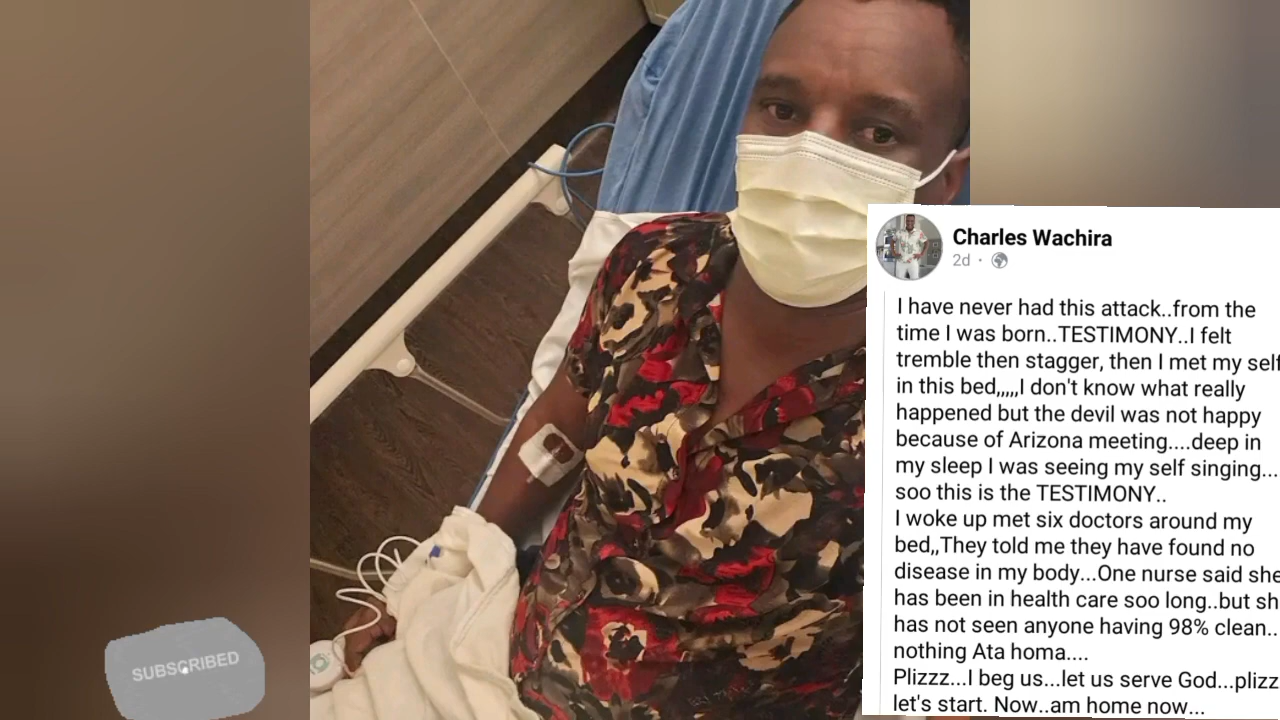 Charles Wachira
2d ·
I have never had this attack..from the
time I was born..TESTIMONY..I felt
tremble then stagger, then I met my self
in this bed,,,,,I don't know what really
happened but the devil was not happy
because of Arizona meeting....deep in
my sleep I was seeing my self singing...
soo this is the TESTIMONY..
I woke up met six doctors around my
bed,,They told me they have found no
disease in my body...One nurse said she
has been in health care soo long..but sh
has not seen anyone having 98% clean..
nothing Ata homa....
Plizzz...I beg us...let us serve God...plizz
let's start. Now..am home now...
SUBSCRIBED